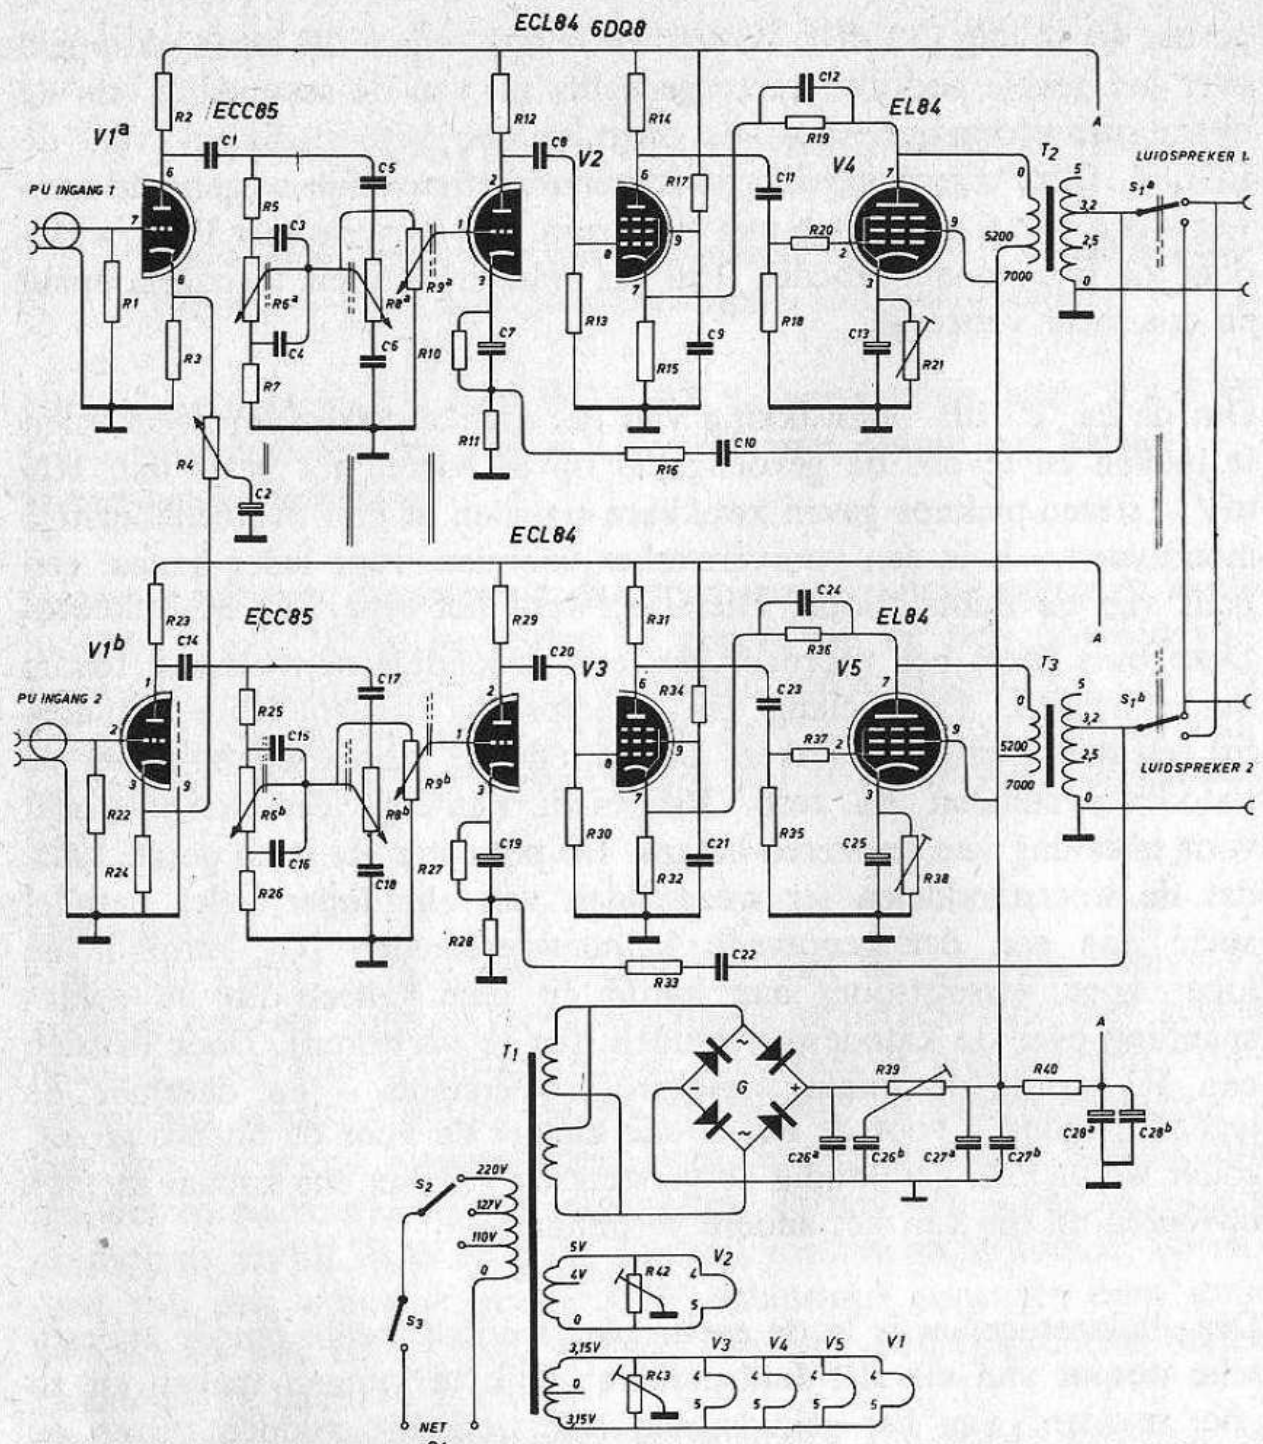 ECL84 6DQ8
R2
ECC85
V1a
C1
R12
C8
R14
C12
R19
EL84
A
PU INGANG 1
6
7
8
R5
C3
C5
R6a
R8a
R9a
C4
C6
R7
R1
R3
2
1
3
V2
R13
R10
C7
R11
6
8
9
7
R17
R15
C9
C11
R20
R18
V4
7
9
2
3
C13
R21
0
5200
7000
T2
5
3,2
2,5
0
S1a
LUIDSPREKER 1
R16
C10
R4
C2
ECL84
R23
ECC85
V1b
C14
R29
C20
R31
C24
R36
EL84
A
PU INGANG 2
1
2
3
9
R25
C15
C17
R6b
R8b
R9b
C16
C18
R26
R22
R24
2
1
3
V3
R30
R27
C19
R28
6
8
9
7
R34
R32
C21
C23
R37
R35
V5
7
9
2
3
C25
R38
0
5200
7000
T3
5
3,2
2,5
0
S1b
LUIDSPREKER 2
R33
C22
T1
~
-
G
+
~
R39
R40
A
C26a
C26b
C27a
C27b
C28a
C28b
S2
220V
127V
110V
0
S3
NET
5V
4V
0
R42
V2
4
5
3,15V
0
3,15V
R43
V3
V4
V5
V1
4
5
4
5
4
5
4
5